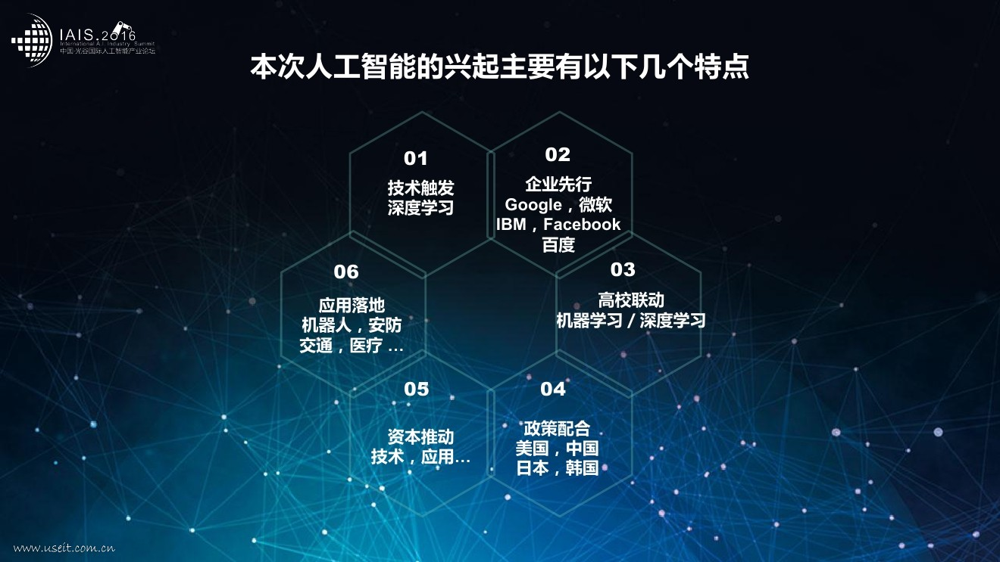 IAIS.2016
International A.I. Industry Summit
中国·光谷国际人工智能产业论坛
本次人工智能的兴起主要有以下几个特点
01
技术触发
深度学习
02
企业先行
Google，微软
IBM，Facebook
百度
03
高校联动
机器学习 / 深度学习
04
政策配合
美国，中国
日本，韩国
05
资本推动
技术，应用…
06
应用落地
机器人，安防
交通，医疗 …
www.useit.com.cn